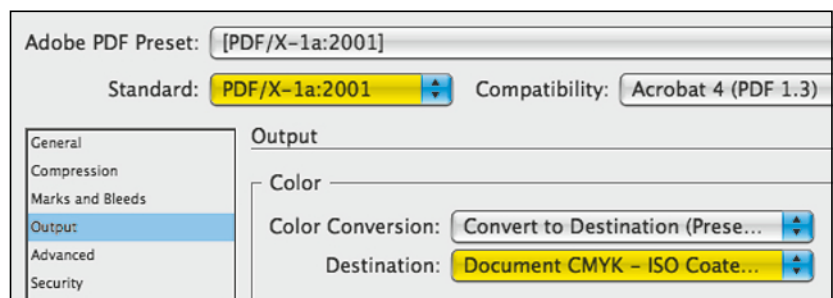 Adobe PDF Preset: [PDF/X-1a:2001]
Standard: PDF/X-1a:2001 Compatibility: Acrobat 4 (PDF 1.3)
General
Compression
Marks and Bleeds
Output
Advanced
Security
Output
Color
Color Conversion: Convert to Destination (Prese...
Destination: Document CMYK - ISO Coate...